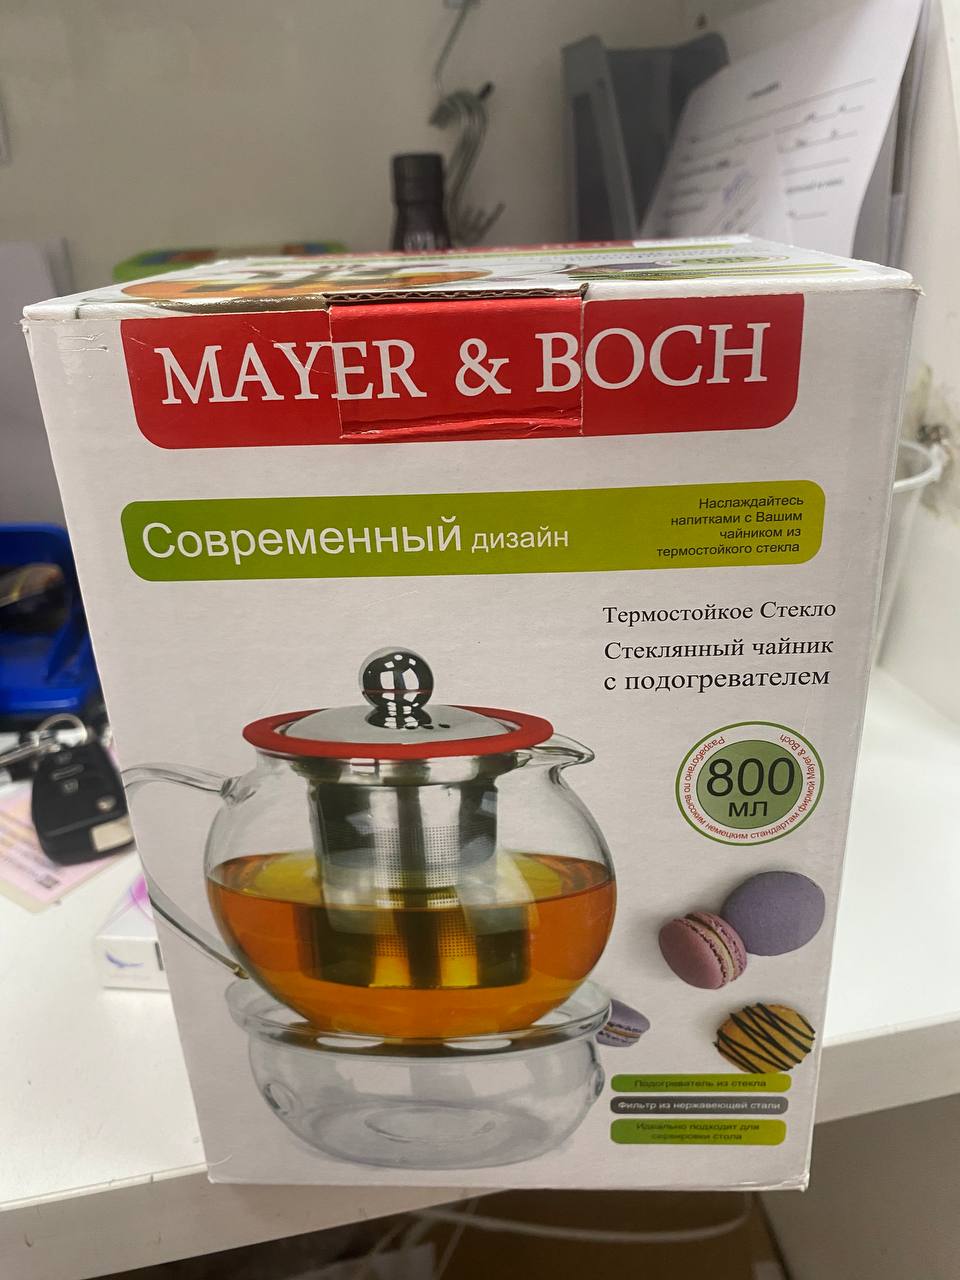 MAYER & BOCH
Современный дизайн
Наслаждайтесь
напитками с Вашим
чайником из
термостойкого стекла
Термостойкое Стекло
Стеклянный чайник
с подогревателем
800
мл
Разработано по высоким немецким стандартам фирмой Mayer & Boch
Подогреватель из стекла
Фильтр из нержавеющей стали
Идеально подходит для
сервировки стола